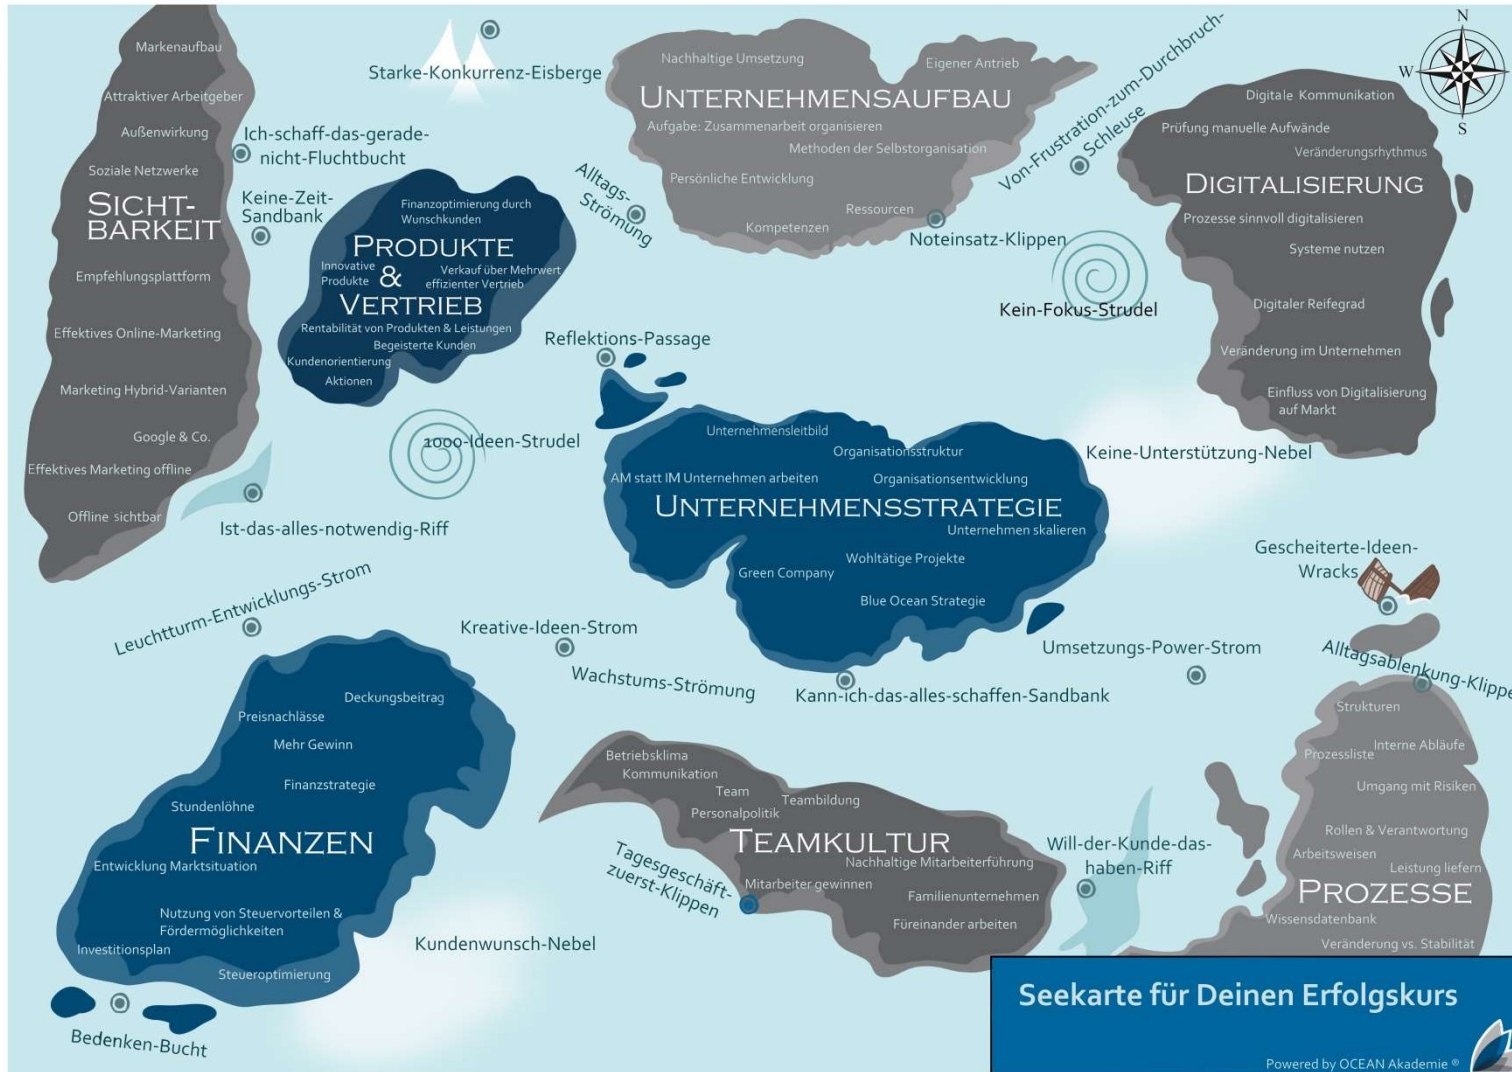 Markenaufbau
Attraktiver Arbeitgeber
Außenwirkung
Soziale Netzwerke
SICHT-
BARKEIT
Empfehlungsplattform
Effektives Online-Marketing
Marketing Hybrid-Varianten
Google & Co.
Effektives Marketing offline
Offline sichtbar
Starke-Konkurrenz-Eisberge
Ich-schaff-das-gerade-
nicht-Fluchtbucht
Keine-Zeit-
Sandbank
Finanzoptimierung durch
Wunschkunden
PRODUKTE
&
VERTRIEB
Innovative
Produkte
Verkauf über Mehrwert
effizienter Vertrieb
Rentabilität von Produkten & Leistungen
Begeisterte Kunden
Kundenorientierung
Aktionen
1000-Ideen-Strudel
Ist-das-alles-notwendig-Riff
Alltags-
Strömung
Nachhaltige Umsetzung
Eigener Antrieb
UNTERNEHMENSAUFBAU
Aufgabe: Zusammenarbeit organisieren
Methoden der Selbstorganisation
Persönliche Entwicklung
Ressourcen
Kompetenzen
Noteinsatz-Klippen
Von-Frustration-zum-Durchbruch-
Schleuse
Kein-Fokus-Strudel
N
W
S
Digitale Kommunikation
Prüfung manuelle Aufwände
Veränderungsrhythmus
DIGITALISIERUNG
Prozesse sinnvoll digitalisieren
Systeme nutzen
Digitaler Reifegrad
Veränderung im Unternehmen
Einfluss von Digitalisierung
auf Markt
Reflektions-Passage
Unternehmensleitbild
Organisationsstruktur
AM statt IM Unternehmen arbeiten
Organisationsentwicklung
UNTERNEHMENSSTRATEGIE
Unternehmen skalieren
Wohltätige Projekte
Green Company
Blue Ocean Strategie
Keine-Unterstützung-Nebel
Gescheiterte-Ideen-
Wracks
Leuchtturm-Entwicklungs-Strom
Kreative-Ideen-Strom
Wachstums-Strömung
Kann-ich-das-alles-schaffen-Sandbank
Umsetzungs-Power-Strom
Alltagsablenkung-Klippe
Deckungsbeitrag
Preisnachlässe
Mehr Gewinn
Finanzstrategie
Stundenlöhne
FINANZEN
Entwicklung Marktsituation
Nutzung von Steuervorteilen &
Fördermöglichkeiten
Investitionsplan
Steueroptimierung
Bedenken-Bucht
Kundenwunsch-Nebel
Betriebsklima
Kommunikation
Team
Teambildung
Personalpolitik
TEAMKULTUR
Nachhaltige Mitarbeiterführung
Mitarbeiter gewinnen
Familienunternehmen
Füreinander arbeiten
Tagesgeschäft-
zuerst-Klippen
Will-der-Kunde-das-
haben-Riff
Strukturen
Interne Abläufe
Prozessliste
Umgang mit Risiken
Rollen & Verantwortung
Arbeitsweisen
Leistung liefern
PROZESSE
Wissensdatenbank
Veränderung vs. Stabilität
Seekarte für Deinen Erfolgskurs
Powered by OCEAN Akademie ®